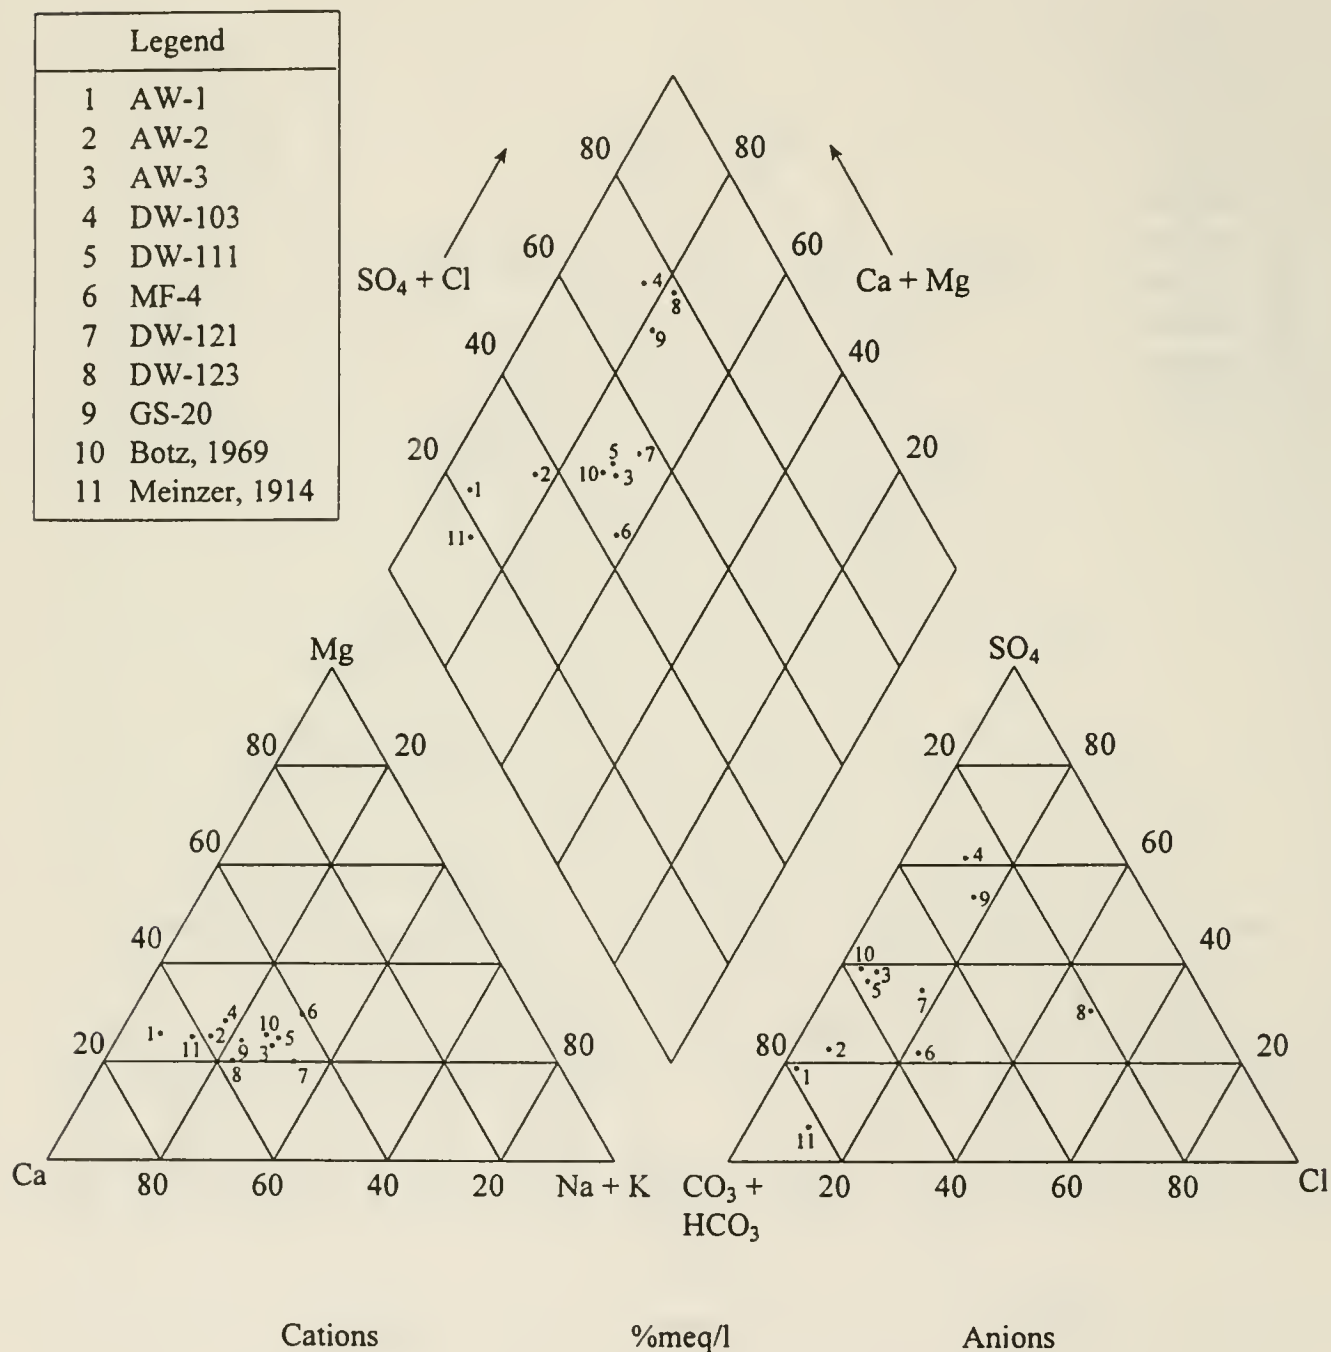 Legend
1 AW-1
2 AW-2
3 AW-3
4 DW-103
5 DW-111
6 MF-4
7 DW-121
8 DW-123
9 GS-20
10 Botz, 1969
11 Meinzer, 1914
80 80
60 60
SO₄ + Cl Ca + Mg
40 40
20 20
4
8
9
5 7
10 3
2
1
6
11
Mg
80 20
60
40
20 80
4 6
1 10
11 2 9 5
3
8 7
Ca 80 60 40 20 Na + K
SO₄
20 80
60
40
80 20
4
9
10 3
5
7 8
2 6
1
11
CO₃ + 20 40 60 80 Cl
HCO₃
Cations %meq/l Anions